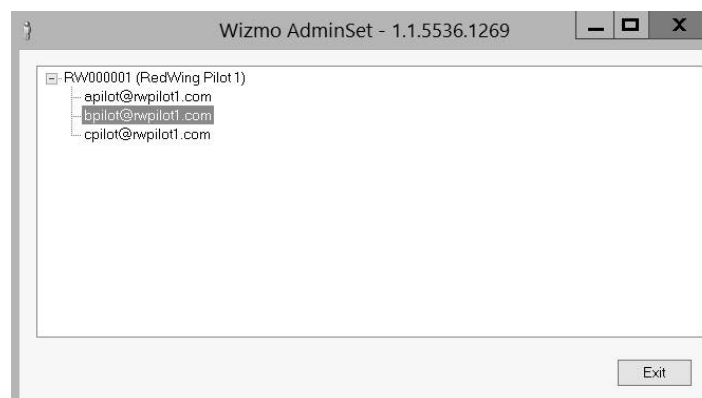 Wizmo AdminSet - 1.1.5536.1269
RW000001 (RedWing Pilot 1)
apilot@rwpilot1.com
bpilot@rwpilot1.com
cpilot@rwpilot1.com
Exit